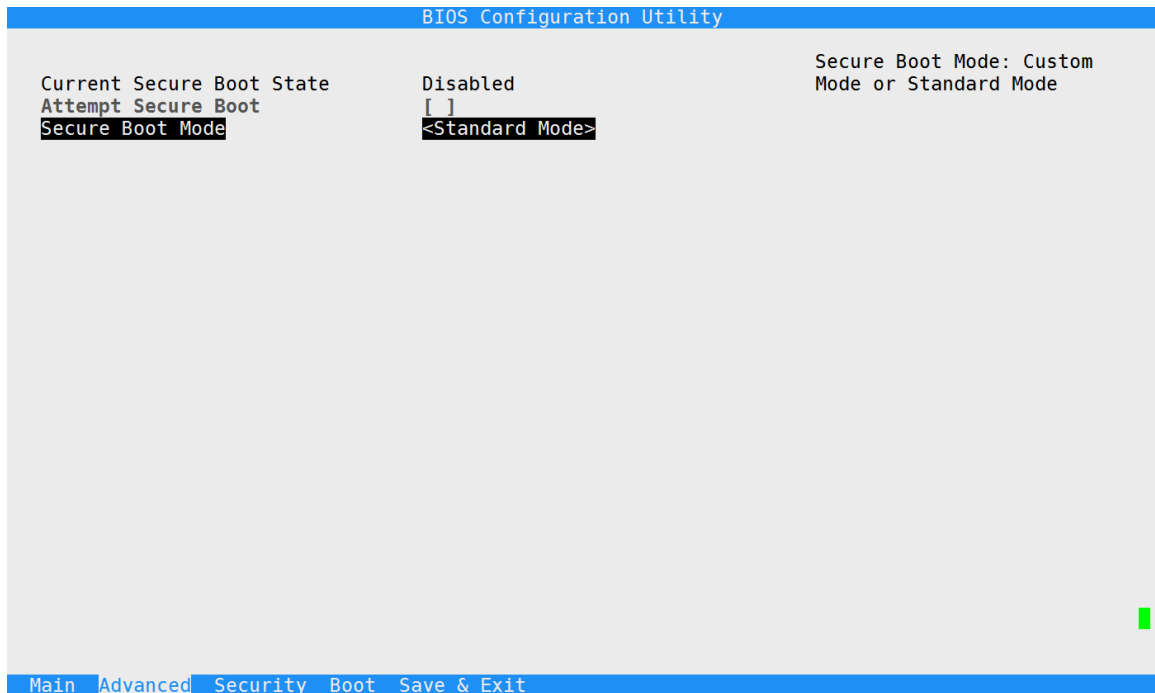 BIOS Configuration Utility
Secure Boot Mode: Custom
Mode or Standard Mode
Current Secure Boot State Disabled
Attempt Secure Boot [ ]
Secure Boot Mode <Standard Mode>
Main Advanced Security Boot Save & Exit